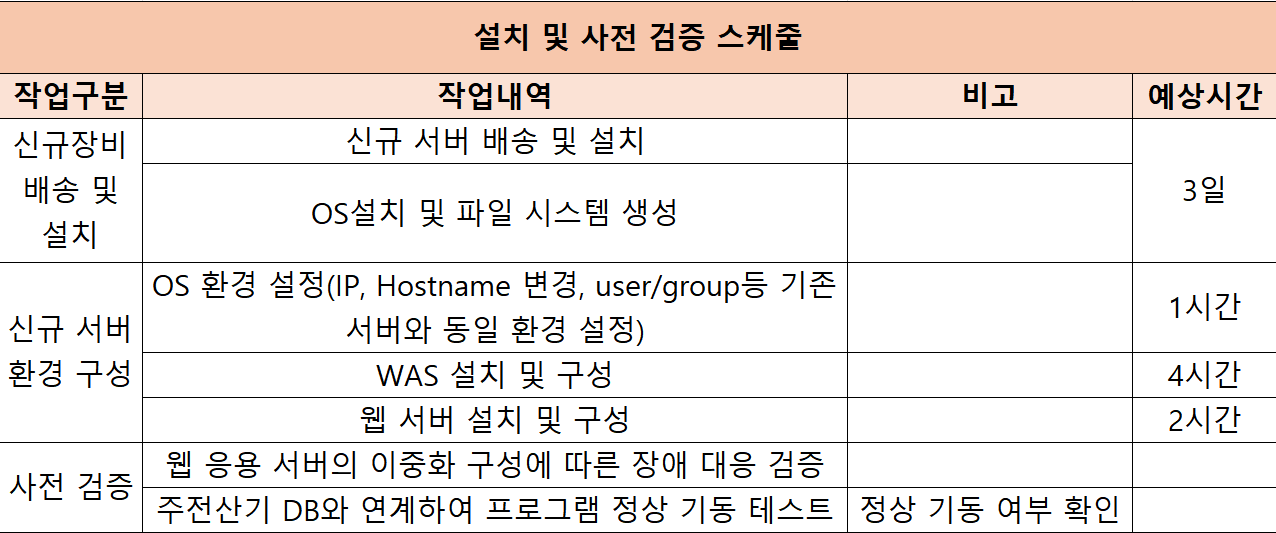 설치 및 사전 검증 스케줄
작업구분
작업내역
비고
예상시간
신규장비
배송 및
설치
신규 서버 배송 및 설치
OS설치 및 파일 시스템 생성
3일
신규 서버
환경 구성
OS 환경 설정(IP, Hostname 변경, user/group등 기존
서버와 동일 환경 설정)
1시간
WAS 설치 및 구성
4시간
웹 서버 설치 및 구성
2시간
사전 검증
웹 응용 서버의 이중화 구성에 따른 장애 대응 검증
주전산기 DB와 연계하여 프로그램 정상 기동 테스트
정상 기동 여부 확인